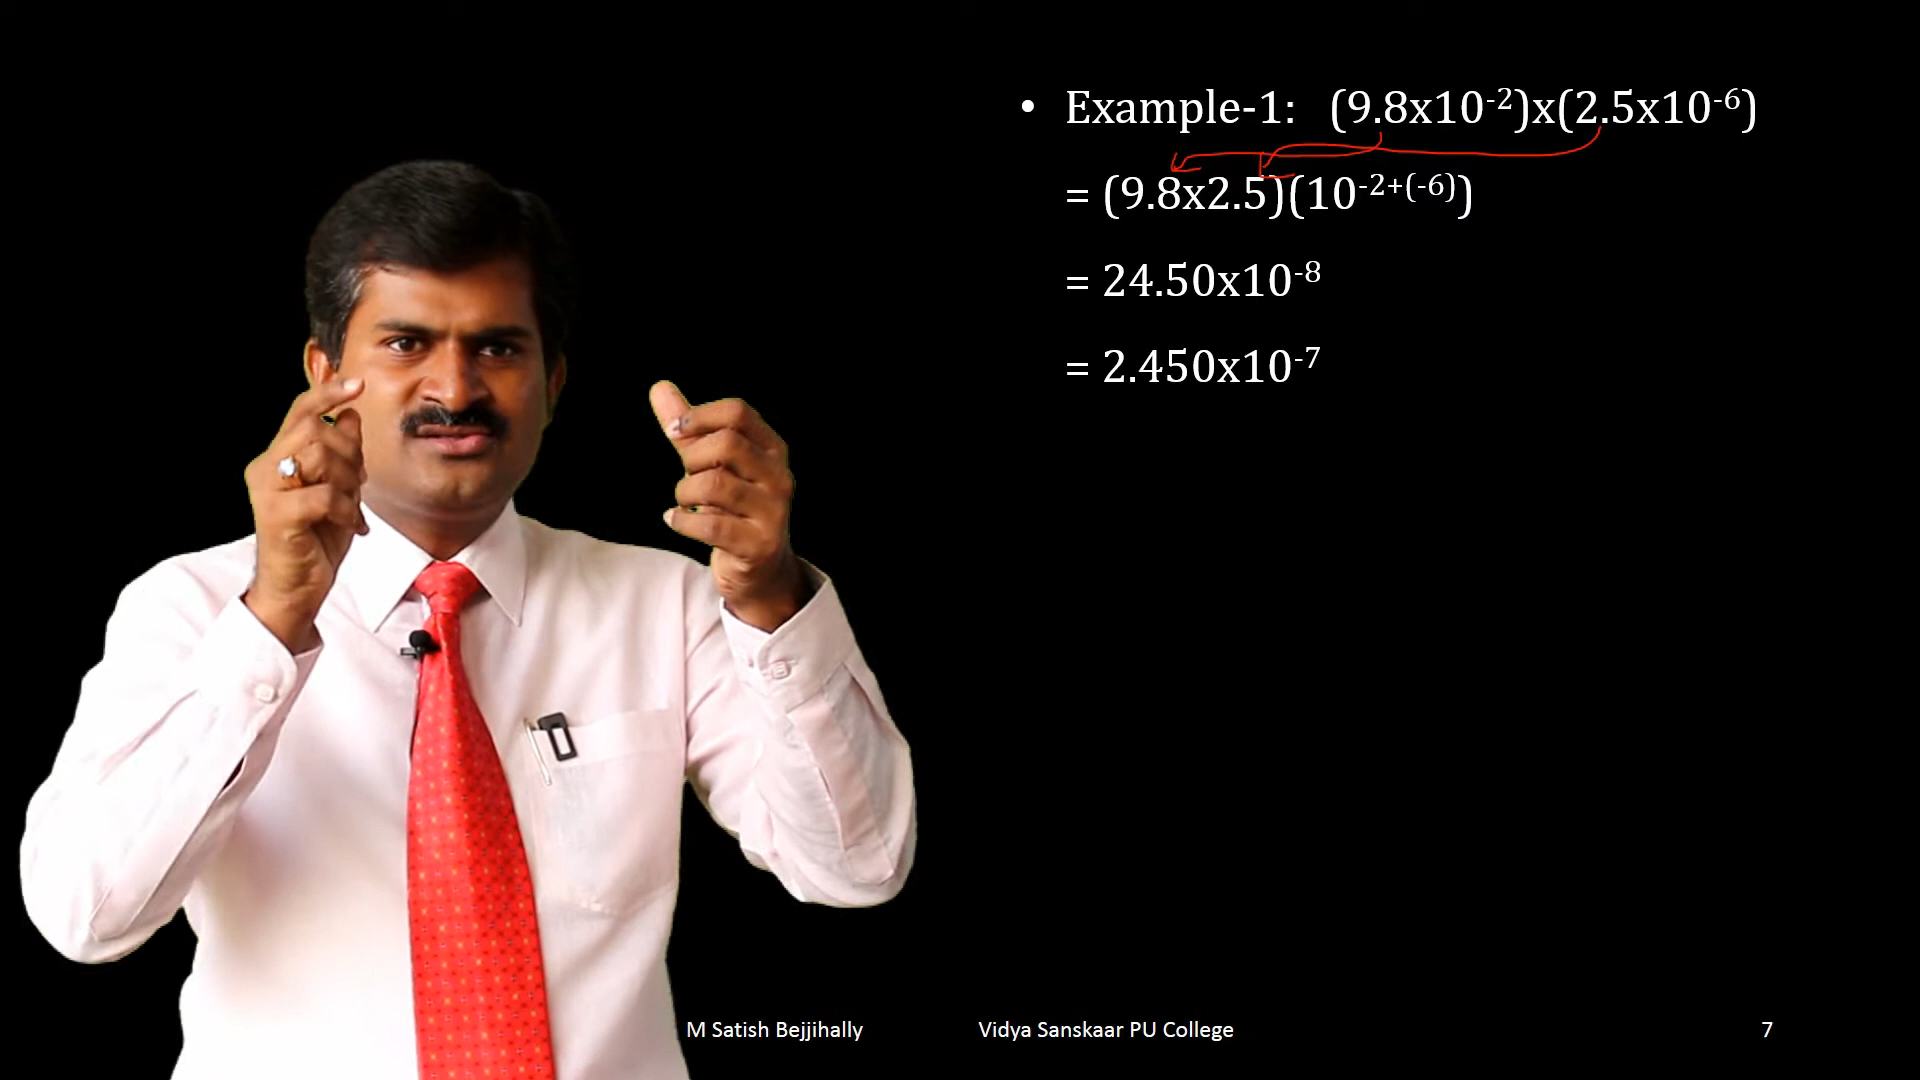 • Example-1: (9.8x10⁻²)x(2.5x10⁻⁶)
= (9.8x2.5)(10⁻²⁺⁽⁻⁶⁾)
= 24.50x10⁻⁸
= 2.450x10⁻⁷
M Satish Bejjihally Vidya Sanskaar PU College 7